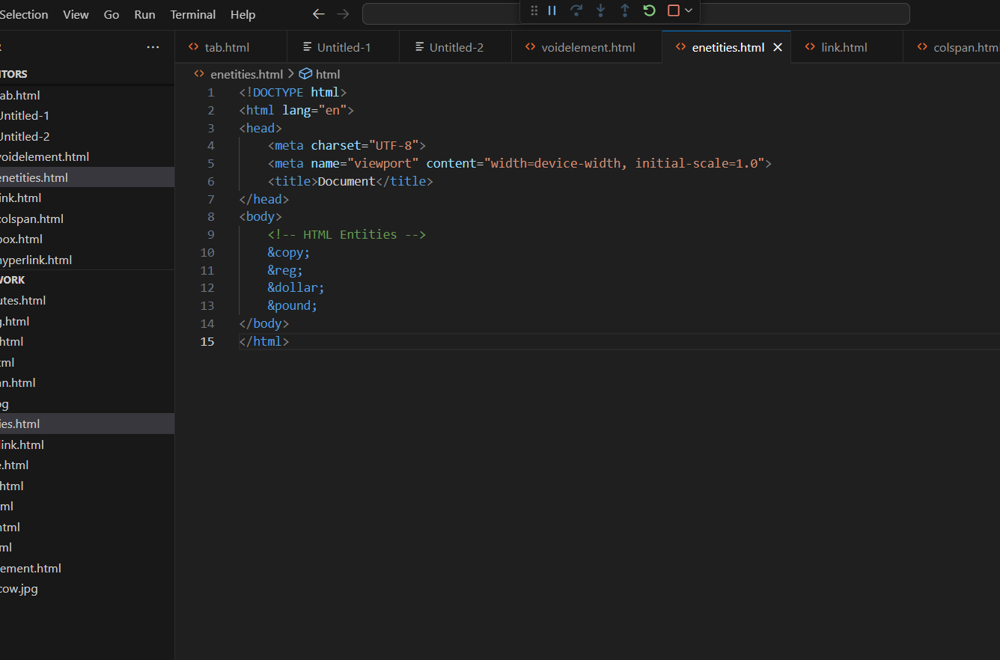 Selection View Go Run Terminal Help
tab.html Untitled-1 Untitled-2 voidelement.html enetities.html link.html colspan.htm
enetities.html > html
ITORS
ab.html
Untitled-1
Untitled-2
voidelement.html
enetities.html
ink.html
colspan.html
box.html
hyperlink.html
WORK
utes.html
g.html
html
ml
an.html
pg
ies.html
link.html
e.html
html
ml
html
ml
ement.html
cow.jpg
1 <!DOCTYPE html>
2 <html lang="en">
3 <head>
4 <meta charset="UTF-8">
5 <meta name="viewport" content="width=device-width, initial-scale=1.0">
6 <title>Document</title>
7 </head>
8 <body>
9 <!-- HTML Entities -->
10 &copy;
11 &reg;
12 &dollar;
13 &pound;
14 </body>
15 </html>